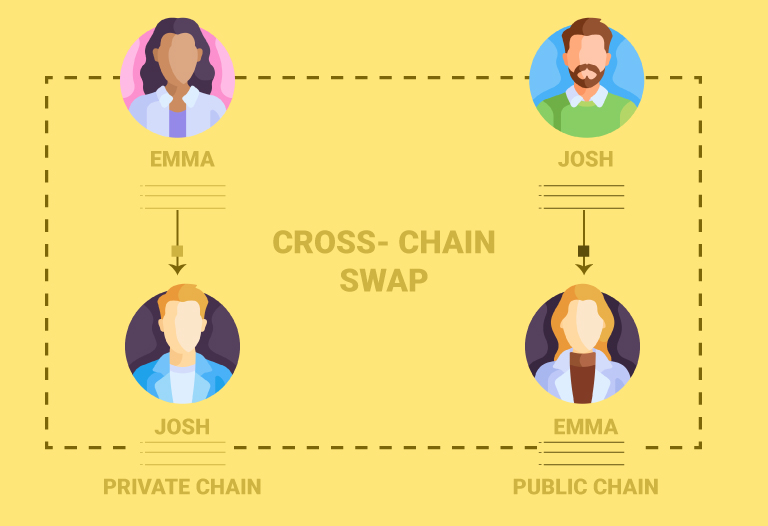 EMMA
JOSH
CROSS- CHAIN
SWAP
JOSH
EMMA
PRIVATE CHAIN
PUBLIC CHAIN